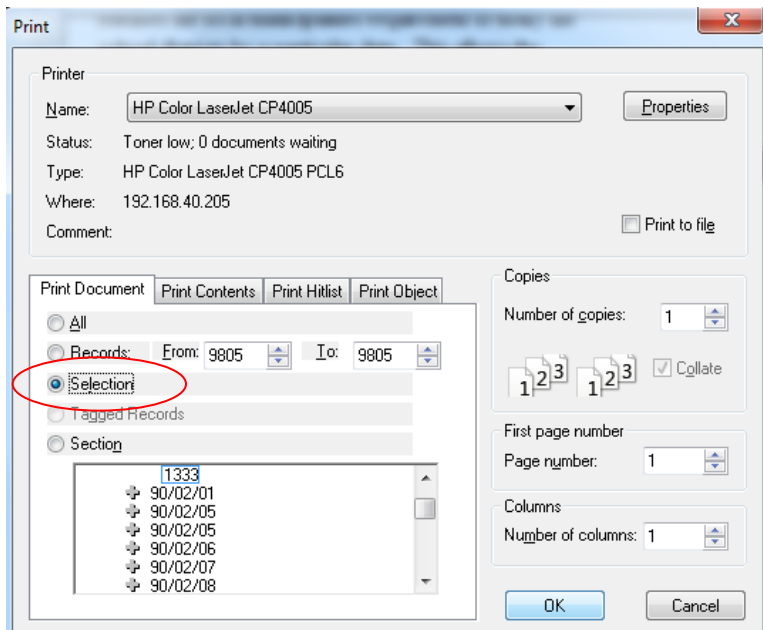 Print
Printer
Name: HP Color LaserJet CP4005 Properties
Status: Toner low; 0 documents waiting
Type: HP Color LaserJet CP4005 PCL6
Where: 192.168.40.205
Comment: Print to file
Print Document Print Contents Print Hitlist Print Object
All
Records: From: 9805 To: 9805
Selection
Tagged Records
Section
1333
90/02/01
90/02/05
90/02/05
90/02/06
90/02/07
90/02/08
Copies
Number of copies: 1
1 2 3 1 2 3 Collate
First page number
Page number: 1
Columns
Number of columns: 1
OK Cancel